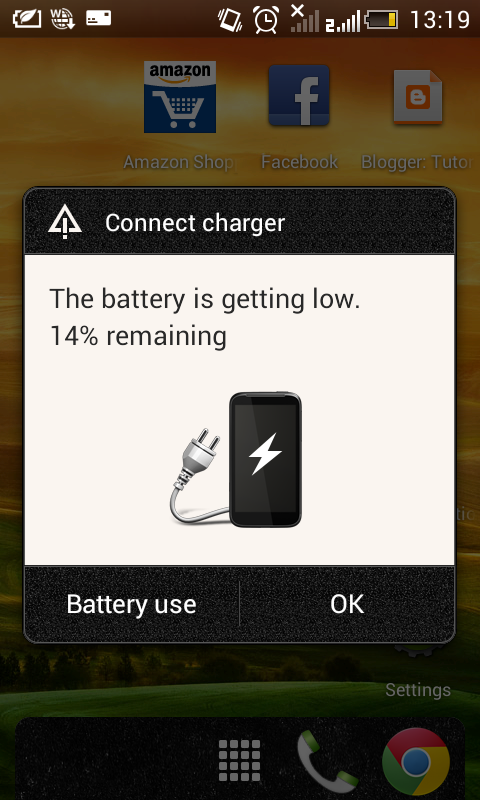 W
2
13:19
amazon
Amazon Shop
Facebook
Blogger: Tutor
Connect charger
The battery is getting low.
14% remaining
Battery use
OK
Settings